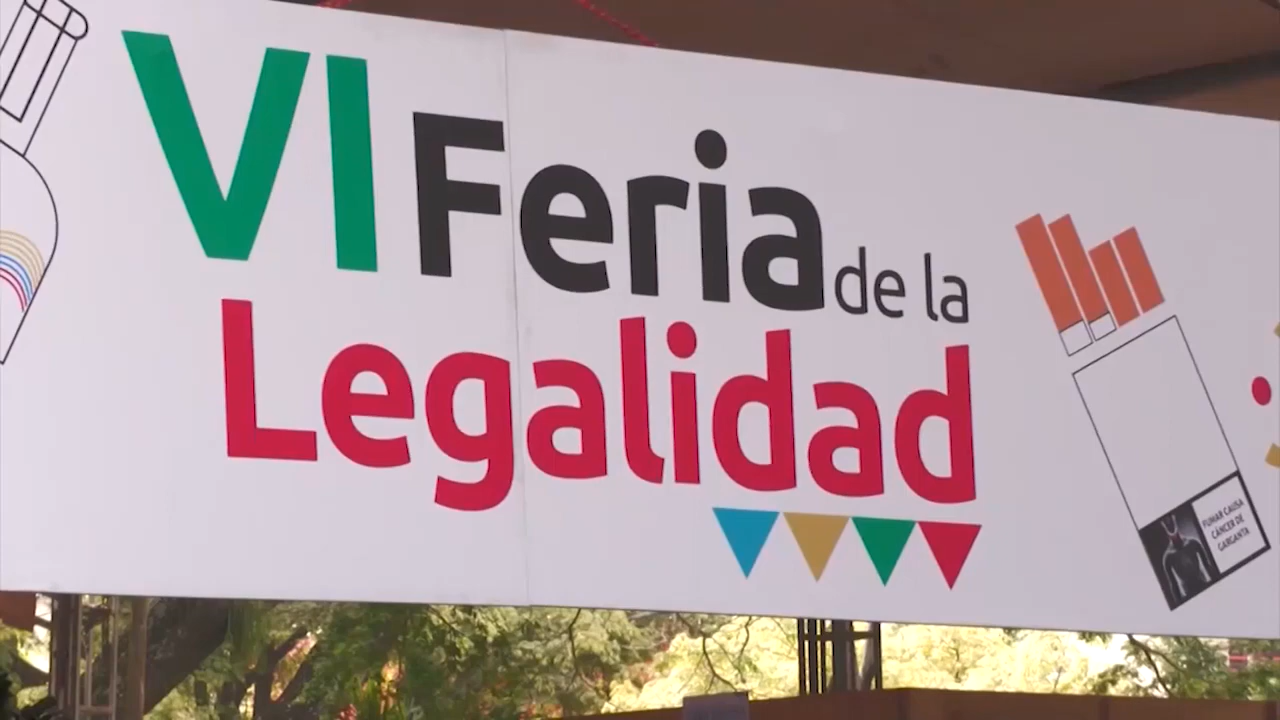 VI Feria de la
Legalidad
FUMAR CAUSA
CÁNCER DE
GARGANTA